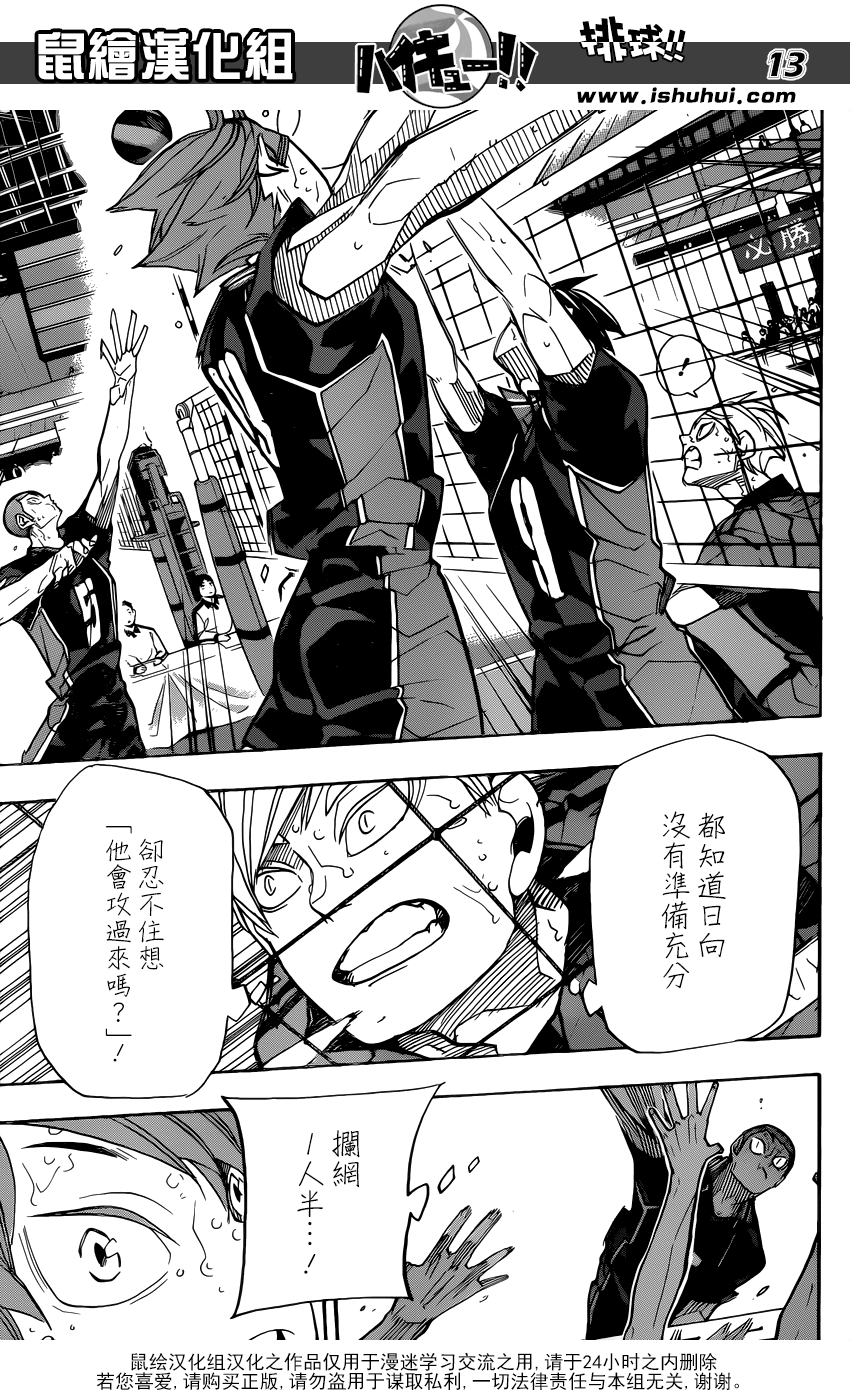 鼠繪漢化組
ハイキュー!!
排球!!
13
www.ishuhui.com
必勝
!
9
5
都知道日向
沒有準備充分
卻忍不住想
「他會攻過來嗎？」！
攔網
1人半…！
鼠绘汉化组汉化之作品仅用于漫迷学习交流之用, 请于24小时之内删除
若您喜爱, 请购买正版, 请勿盗用于谋取私利, 一切法律责任与本组无关, 谢谢。